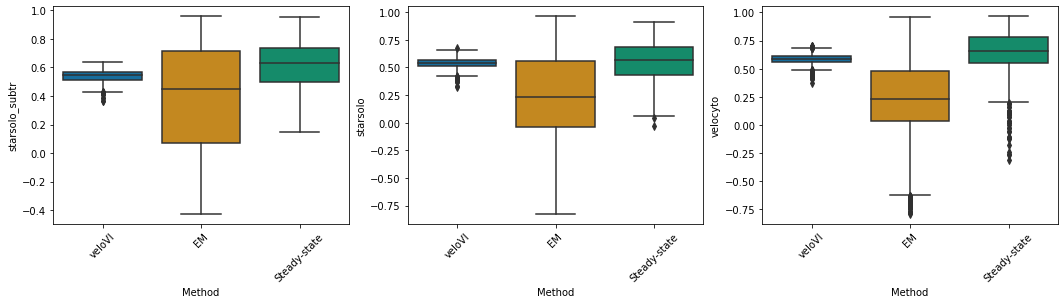 starsolo_subtr
1.0
0.8
0.6
0.4
0.2
0.0
−0.2
−0.4
veloVI
EM
Steady-state
Method
starsolo
1.00
0.75
0.50
0.25
0.00
−0.25
−0.50
−0.75
veloVI
EM
Steady-state
Method
velocyto
1.00
0.75
0.50
0.25
0.00
−0.25
−0.50
−0.75
veloVI
EM
Steady-state
Method